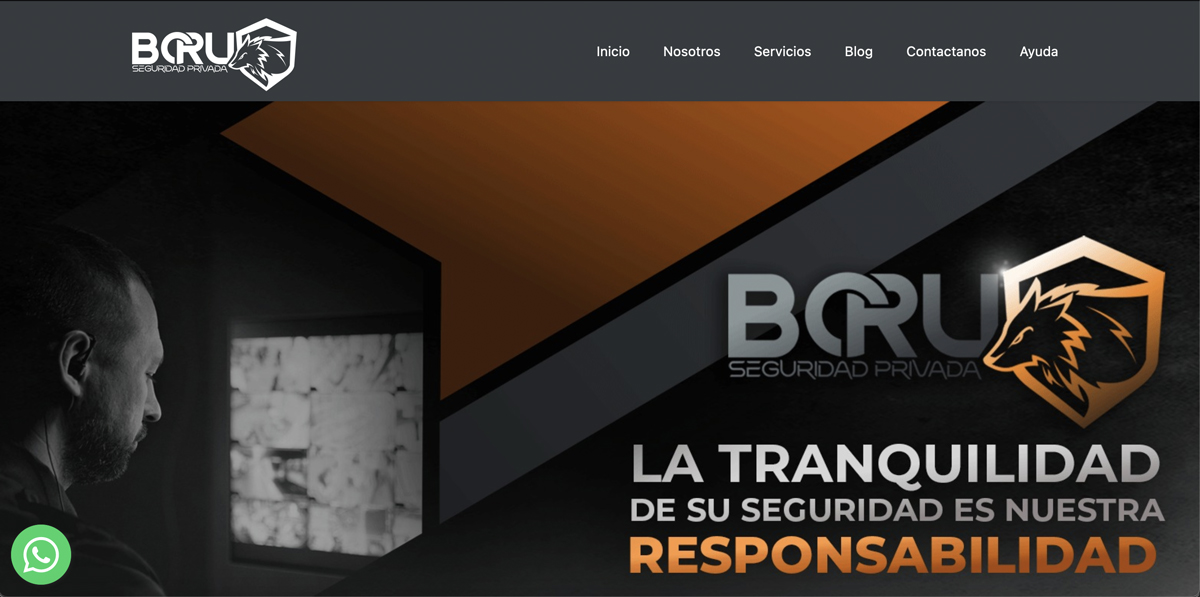 BORU
SEGURIDAD PRIVADA
Inicio Nosotros Servicios Blog Contactanos Ayuda
BORU
SEGURIDAD PRIVADA
LA TRANQUILIDAD
DE SU SEGURIDAD ES NUESTRA
RESPONSABILIDAD